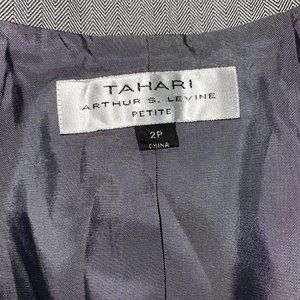 TAHARI
ARTHUR S. LEVINE
PETITE
2P
CHINA